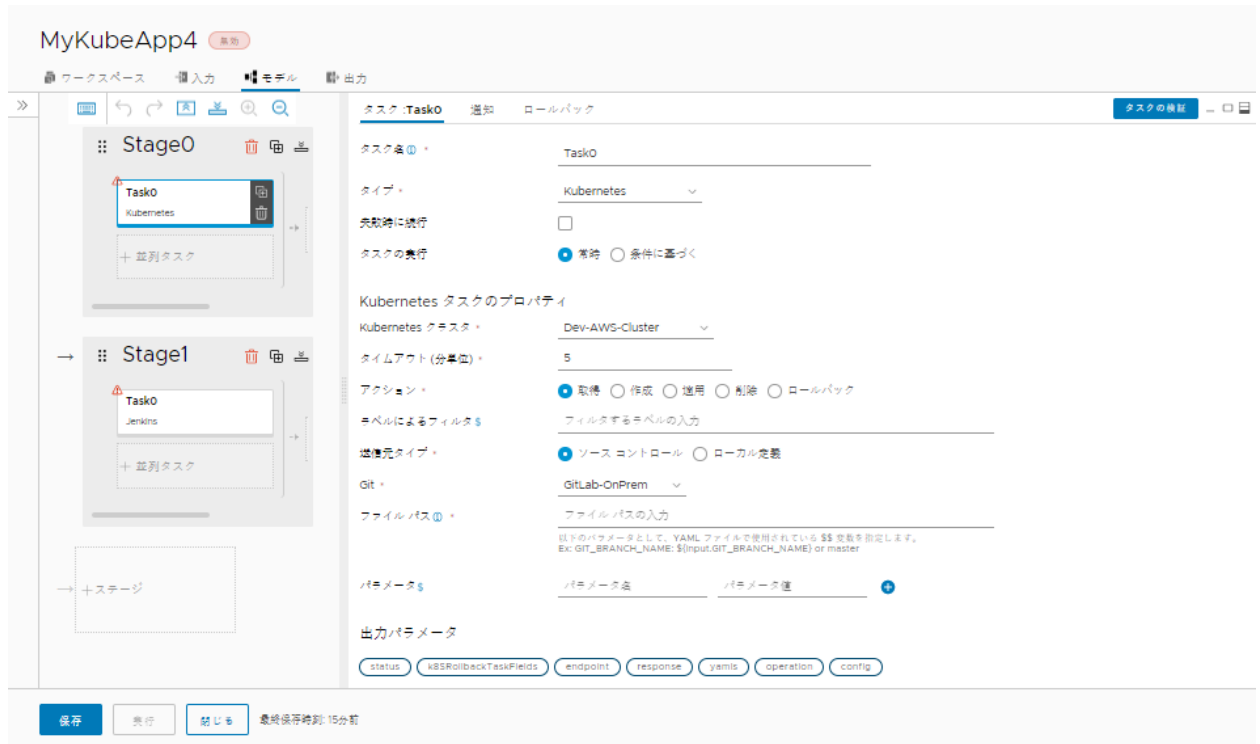 MyKubeApp4 無効
ワークスペース 入力 モデル 出力
タスク :Task0 通知 ロールバック タスクの検証
Stage0
Task0
Kubernetes
+ 並列タスク
Stage1
Task0
Jenkins
+ 並列タスク
+ステージ
タスク名 * Task0
タイプ * Kubernetes
失敗時に続行
タスクの実行 常時 条件に基づく
Kubernetes タスクのプロパティ
Kubernetes クラスタ * Dev-AWS-Cluster
タイムアウト (分単位) * 5
アクション * 取得 作成 適用 削除 ロールバック
ラベルによるフィルタ $ フィルタするラベルの入力
送信元タイプ * ソース コントロール ローカル定義
Git * GitLab-OnPrem
ファイル パス * ファイル パスの入力
以下のパラメータとして、YAML ファイルで使用されている $$ 変数を指定します。
Ex: GIT_BRANCH_NAME: ${input.GIT_BRANCH_NAME} or master
パラメータ $ パラメータ名 パラメータ値
出力パラメータ
status k8SRollbackTaskFields endpoint response yamls operation config
保存 実行 閉じる 最終保存時刻: 15分前